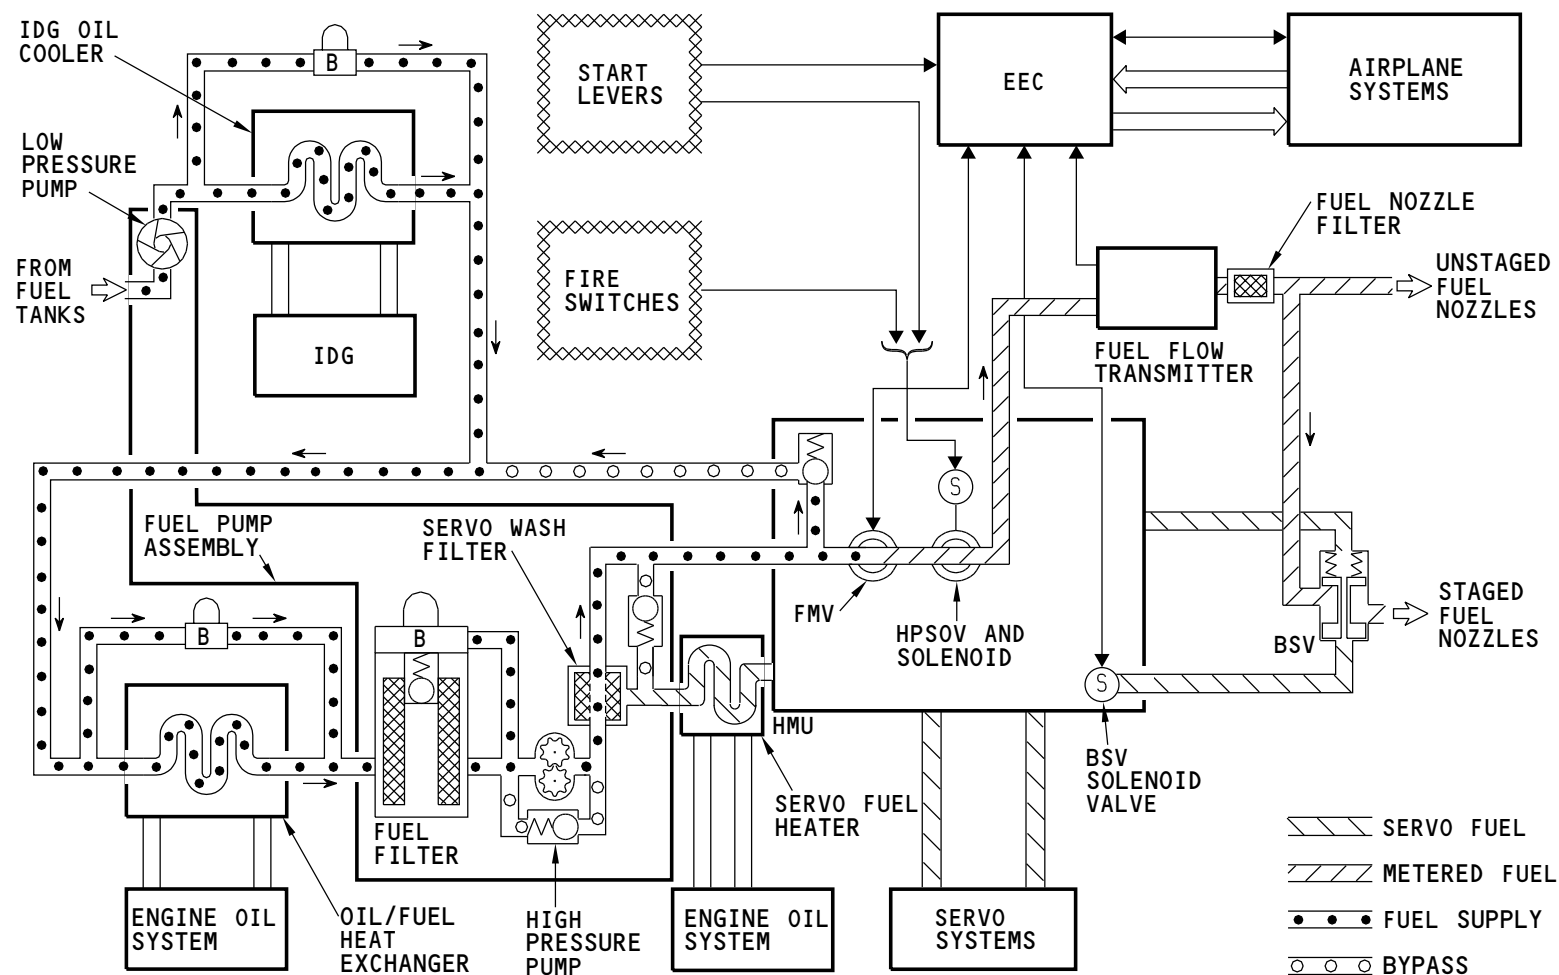 IDG OIL
COOLER
B
START
LEVERS
EEC
AIRPLANE
SYSTEMS
LOW
PRESSURE
PUMP
FUEL NOZZLE
FILTER
FROM
FUEL
TANKS
FIRE
SWITCHES
UNSTAGED
FUEL
NOZZLES
IDG
FUEL FLOW
TRANSMITTER
S
FUEL PUMP
ASSEMBLY
SERVO WASH
FILTER
FMV
HPSOV AND
SOLENOID
STAGED
FUEL
NOZZLES
BSV
B
B
S
HMU
BSV
SOLENOID
VALVE
SERVO FUEL
HEATER
FUEL
FILTER
SERVO FUEL
METERED FUEL
FUEL SUPPLY
BYPASS
ENGINE OIL
SYSTEM
OIL/FUEL
HEAT
EXCHANGER
HIGH
PRESSURE
PUMP
ENGINE OIL
SYSTEM
SERVO
SYSTEMS